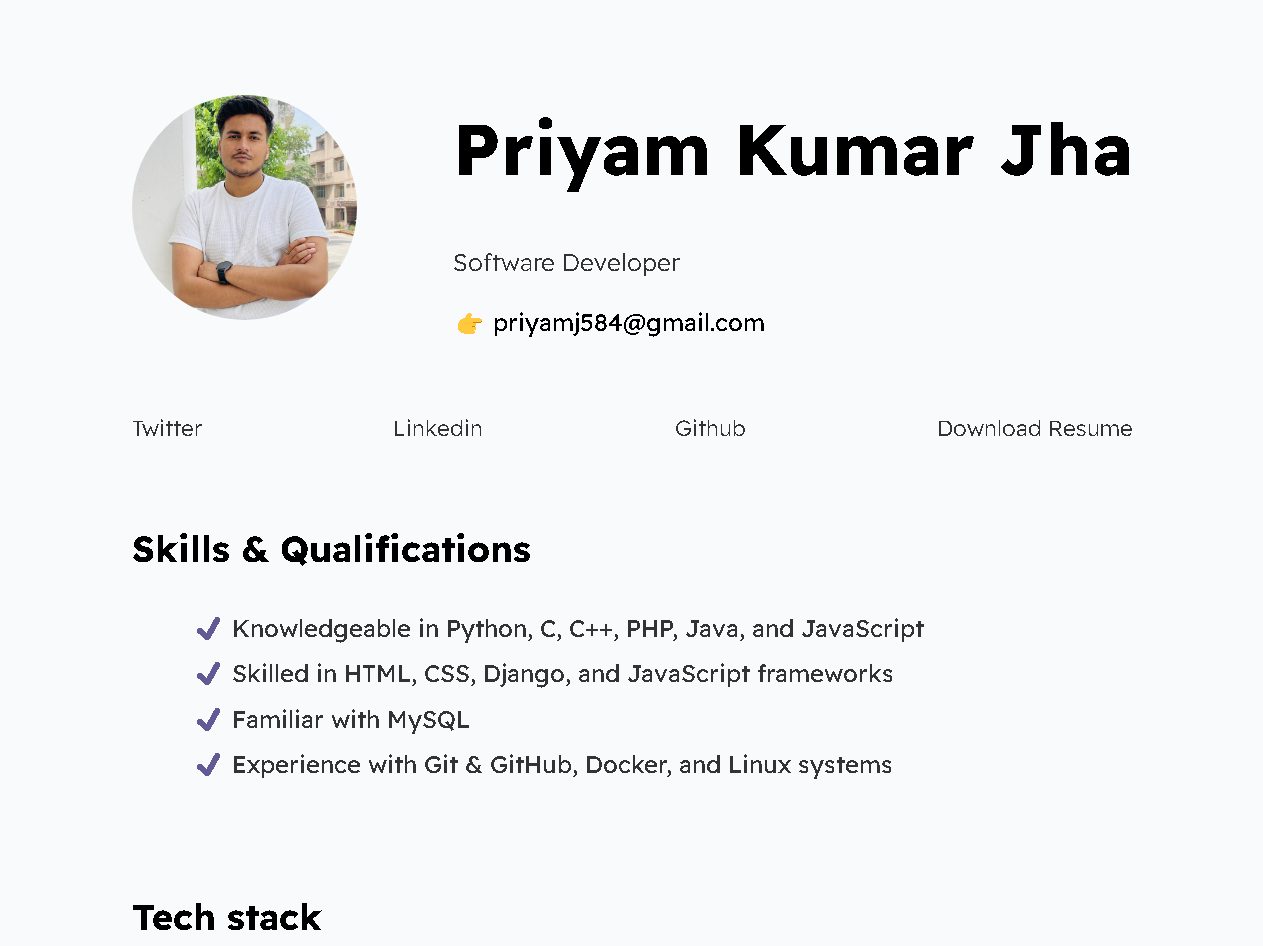 Priyam Kumar Jha
Software Developer
👉 priyamj584@gmail.com
Twitter
Linkedin
Github
Download Resume
Skills & Qualifications
✔ Knowledgeable in Python, C, C++, PHP, Java, and JavaScript
✔ Skilled in HTML, CSS, Django, and JavaScript frameworks
✔ Familiar with MySQL
✔ Experience with Git & GitHub, Docker, and Linux systems
Tech stack